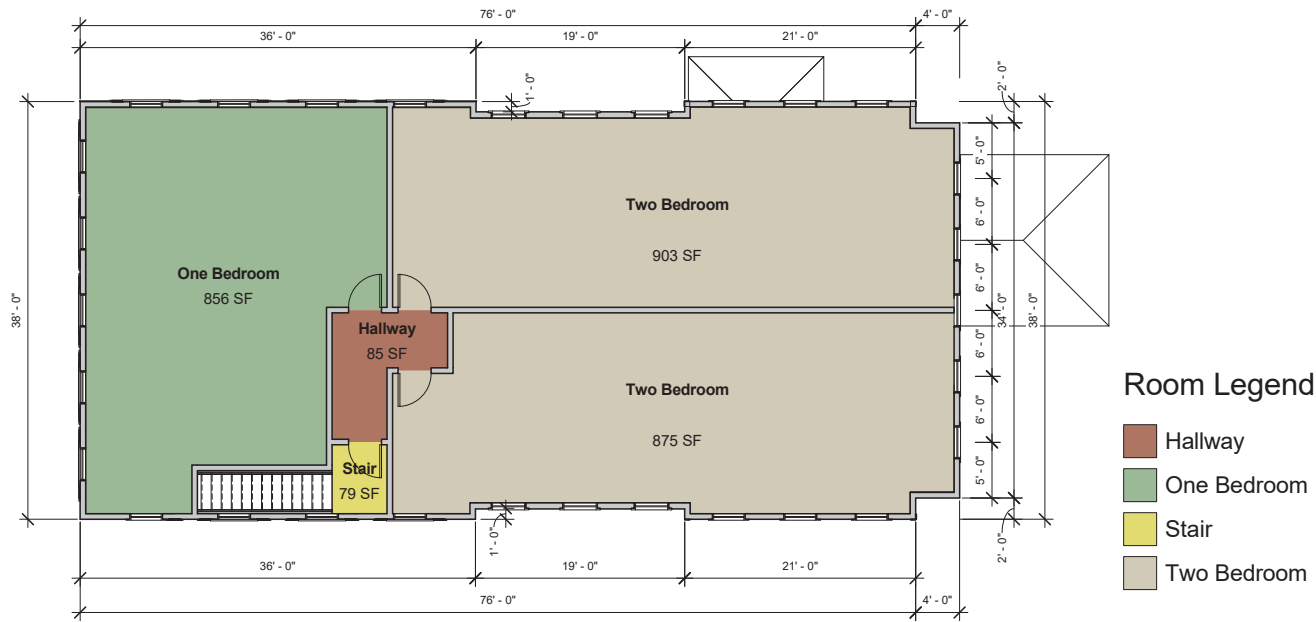 76' - 0"
4' - 0"
36' - 0"
19' - 0"
21' - 0"
1' - 0"
2' - 0"
38' - 0"
5' - 0"
6' - 0"
6' - 0"
6' - 0"
6' - 0"
5' - 0"
34' - 0"
38' - 0"
Two Bedroom
903 SF
One Bedroom
856 SF
Hallway
85 SF
Two Bedroom
875 SF
Stair
79 SF
1' - 0"
2' - 0"
36' - 0"
19' - 0"
21' - 0"
76' - 0"
4' - 0"
Room Legend
Hallway
One Bedroom
Stair
Two Bedroom